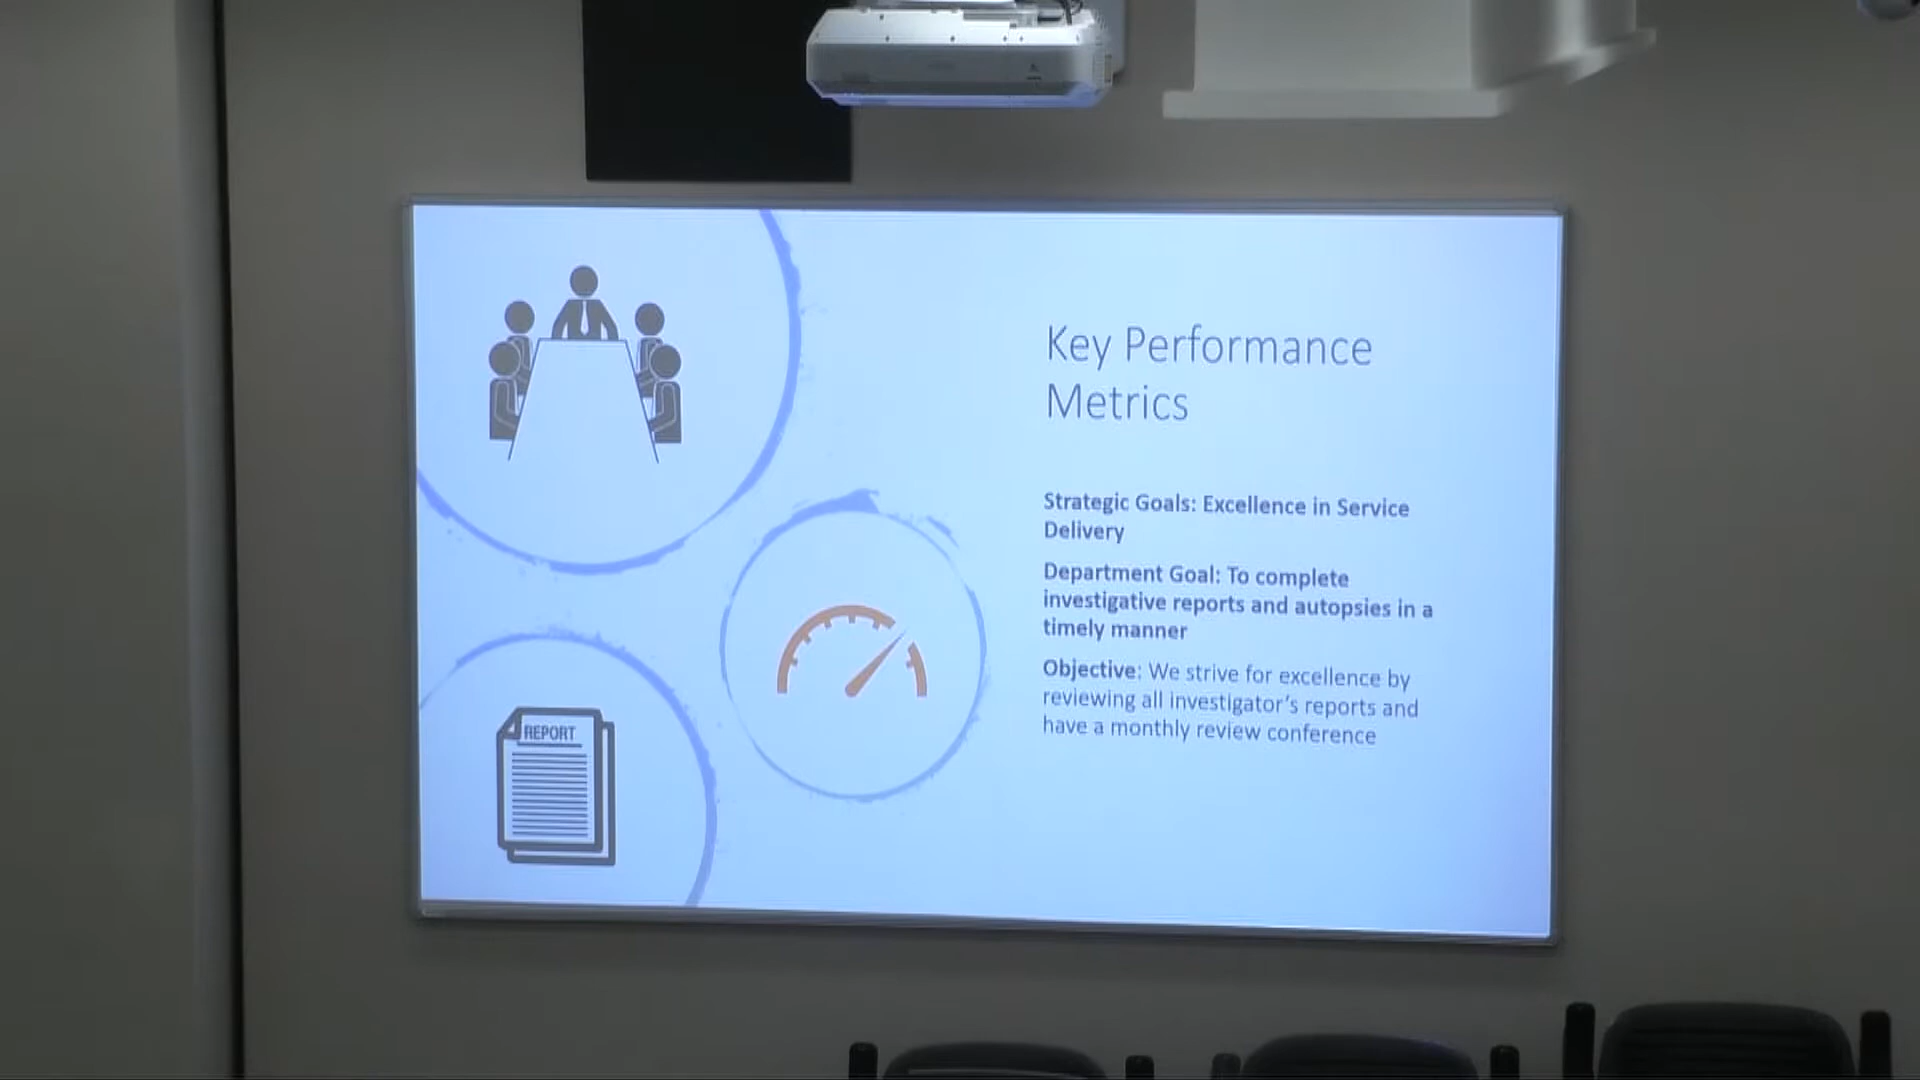 Key Performance
Metrics
Strategic Goals: Excellence in Service
Delivery
Department Goal: To complete
investigative reports and autopsies in a
timely manner
Objective: We strive for excellence by
reviewing all investigator's reports and
have a monthly review conference
REPORT